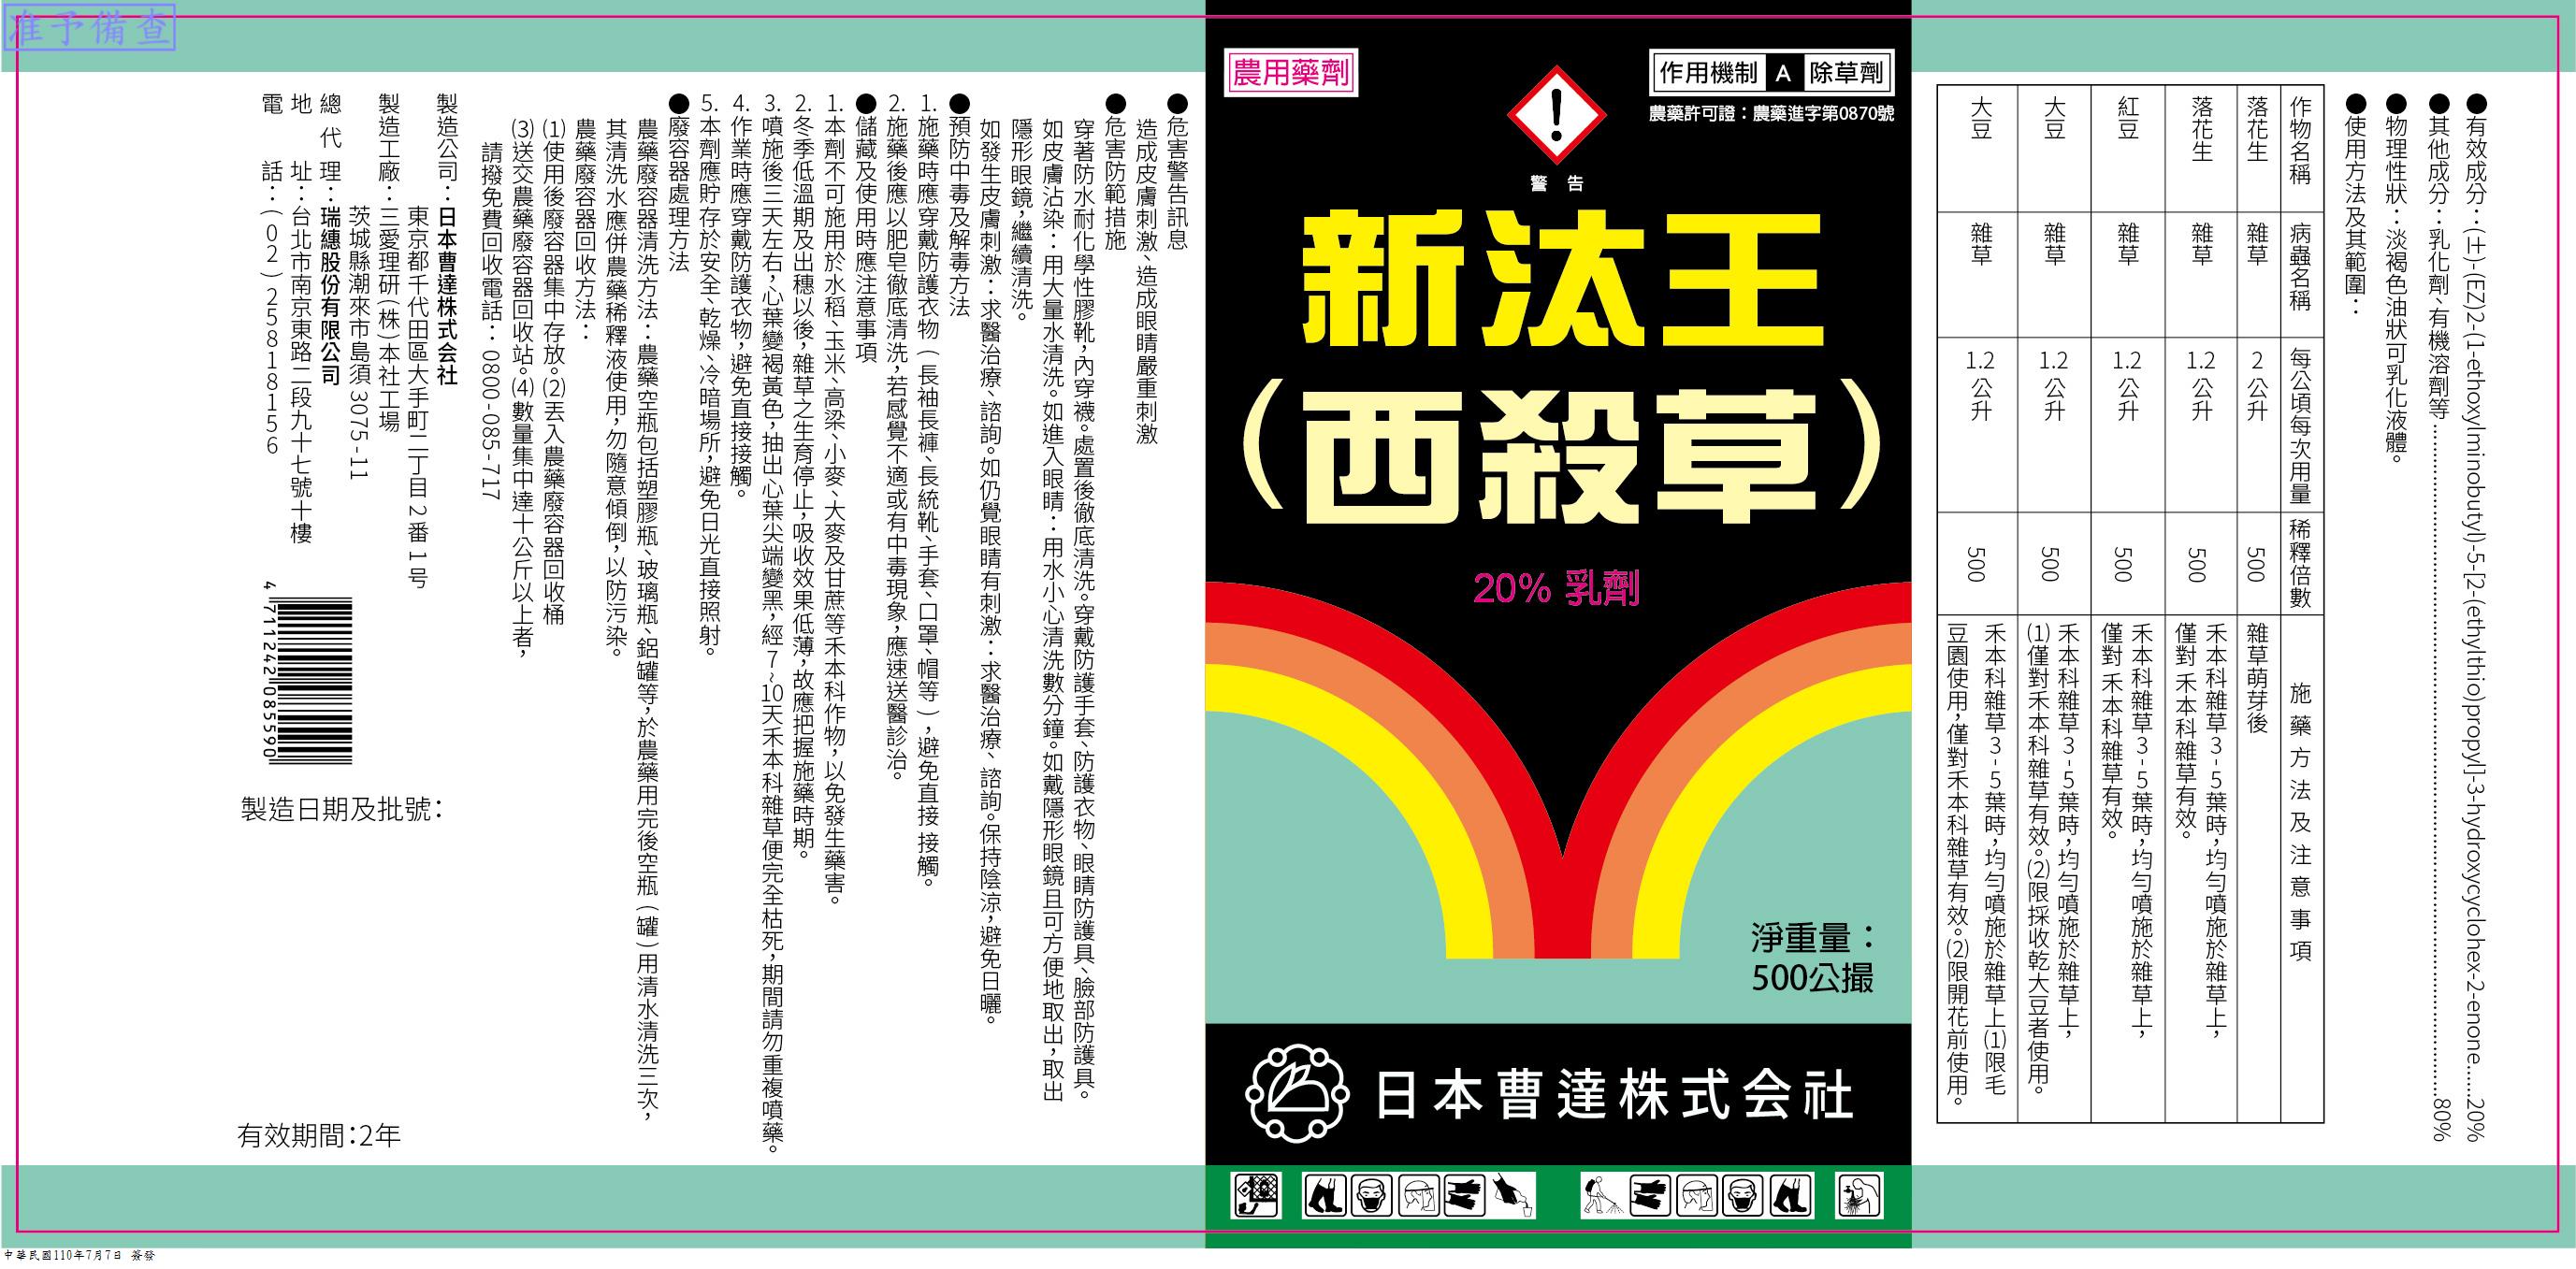 准予備查
農用藥劑
作用機制 A 除草劑
農藥許可證：農藥進字第0870號
警 告
新汰王
（西殺草）
20% 乳劑
淨重量：
500公撮
日本曹達株式会社
●有效成分：(±)-(EZ)2-(1-ethoxylminobutyl)-5-[2-(ethylthio)propyl]-3-hydroxycyclohex-2-enone......20%
●其他成分：乳化劑、有機溶劑等......80%
●物理性狀：淡褐色油狀可乳化液體。
●使用方法及其範圍：
作物名稱 病蟲名稱 每公頃每次用量 稀釋倍數 施藥方法及注意事項
落花生 雜草 2公升 500 雜草萌芽後
落花生 雜草 1.2公升 500 禾本科雜草3-5葉時，均勻噴施於雜草上，
僅對 禾本科雜草有效。
紅豆 雜草 1.2公升 500 禾本科雜草3-5葉時，均勻噴施於雜草上，
僅對 禾本科雜草有效。
大豆 雜草 1.2公升 500 禾本科雜草3-5葉時，均勻噴施於雜草上，
⑴僅對禾本科雜草有效。⑵限採收乾大豆者使用。
大豆 雜草 1.2公升 500 禾本科雜草3-5葉時，均勻噴施於雜草上⑴限毛
豆園使用，僅對禾本科雜草有效。⑵限開花前使用。
●危害警告訊息
造成皮膚刺激、造成眼睛嚴重刺激
●危害防範措施
穿著防水耐化學性膠靴，內穿襪。處置後徹底清洗。穿戴防護手套、防護衣物、眼睛防護具、臉部防護具。
如皮膚沾染：用大量水清洗。如進入眼睛：用水小心清洗數分鐘。如戴隱形眼鏡且可方便地取出，取出
隱形眼鏡，繼續清洗。
如發生皮膚刺激：求醫治療、諮詢。如仍覺眼睛有刺激：求醫治療、諮詢。保持陰涼，避免日曬。
●預防中毒及解毒方法
1.施藥時應穿戴防護衣物（長袖長褲、長統靴、手套、口罩、帽等），避免直接 接觸。
2.施藥後應以肥皂徹底清洗，若感覺不適或有中毒現象，應速送醫診治。
●儲藏及使用時應注意事項
1.本劑不可施用於水稻、玉米、高梁、小麥、大麥及甘蔗等禾本科作物，以免發生藥害。
2.冬季低溫期及出穗以後，雜草之生育停止，吸收效果低薄，故應把握施藥時期。
3.噴施後三天左右，心葉變褐黃色，抽出心葉尖端變黑，經7~10天禾本科雜草便完全枯死，期間請勿重複噴藥。
4.作業時應穿戴防護衣物，避免直接接觸。
5.本劑應貯存於安全、乾燥、冷暗場所，避免日光直接照射。
●廢容器處理方法
農藥廢容器清洗方法：農藥空瓶包括塑膠瓶、玻璃瓶、鋁罐等，於農藥用完後空瓶（罐）用清水清洗三次，
其清洗水應併農藥稀釋液使用，勿隨意傾倒，以防污染。
農藥廢容器回收方法：
⑴使用後廢容器集中存放。⑵丟入農藥廢容器回收桶
⑶送交農藥廢容器回收站。⑷數量集中達十公斤以上者，
請撥免費回收電話：0800-085-717
製造公司：日本曹達株式会社
東京都千代田區大手町二丁目2番1号
製造工廠：三愛理研(株)本社工場
茨城縣潮來市島須3075-11
總代理：瑞繐股份有限公司
地址：台北市南京東路二段九十七號十樓
電話：(02)25818156
4 711242 085590
製造日期及批號：
有效期間：2年
中華民國110年7月7日 簽發